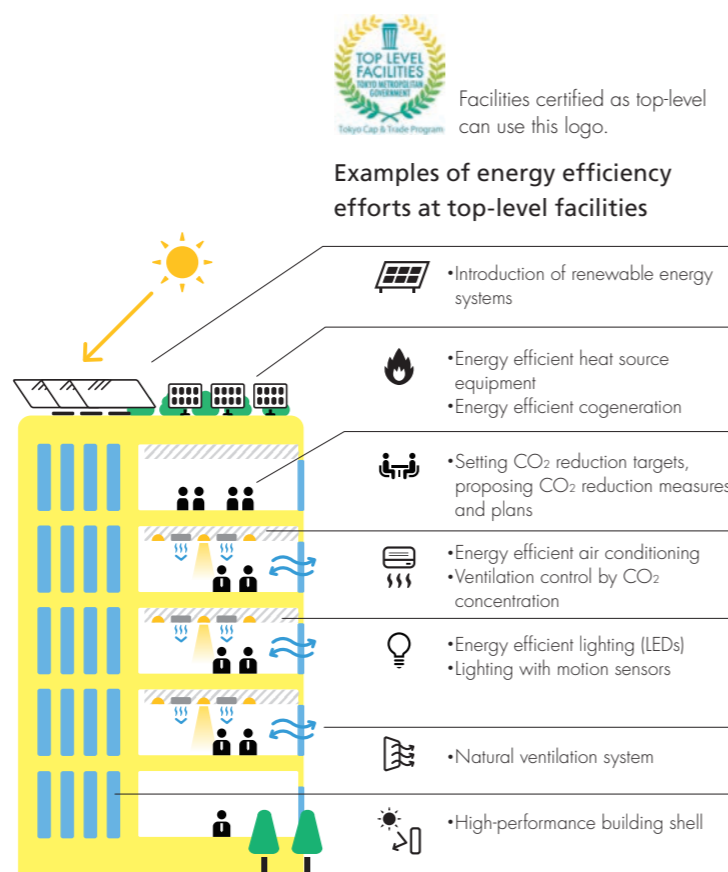 TOP LEVEL
FACILITIES
TOKYO METROPOLITAN
GOVERNMENT
Tokyo Cap & Trade Program
Facilities certified as top-level
can use this logo.
Examples of energy efficiency
efforts at top-level facilities
•Introduction of renewable energy
systems
•Energy efficient heat source
equipment
•Energy efficient cogeneration
•Setting CO₂ reduction targets,
proposing CO₂ reduction measures
and plans
•Energy efficient air conditioning
•Ventilation control by CO₂
concentration
•Energy efficient lighting (LEDs)
•Lighting with motion sensors
•Natural ventilation system
•High-performance building shell